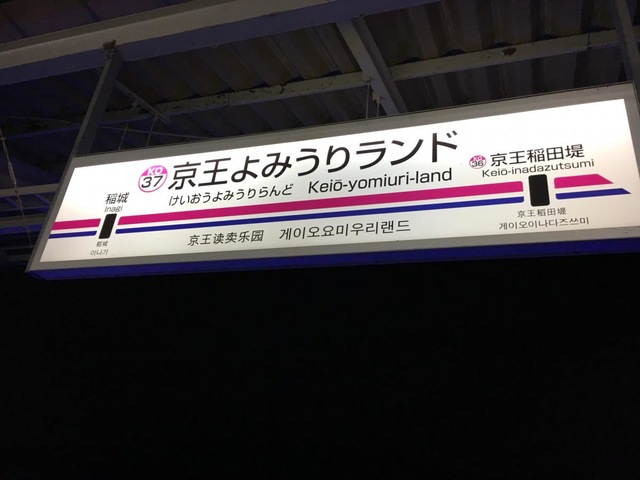 KO
37
京王よみうりランド
けいおうよみうりらんど Keiō-yomiuri-land
稲城
Inagi
稻城
이나기
KO
36
京王稲田堤
Keiō-inadazutsumi
京王稻田堤
게이오이나다즈쓰미
京王读卖乐园 게이오요미우리랜드